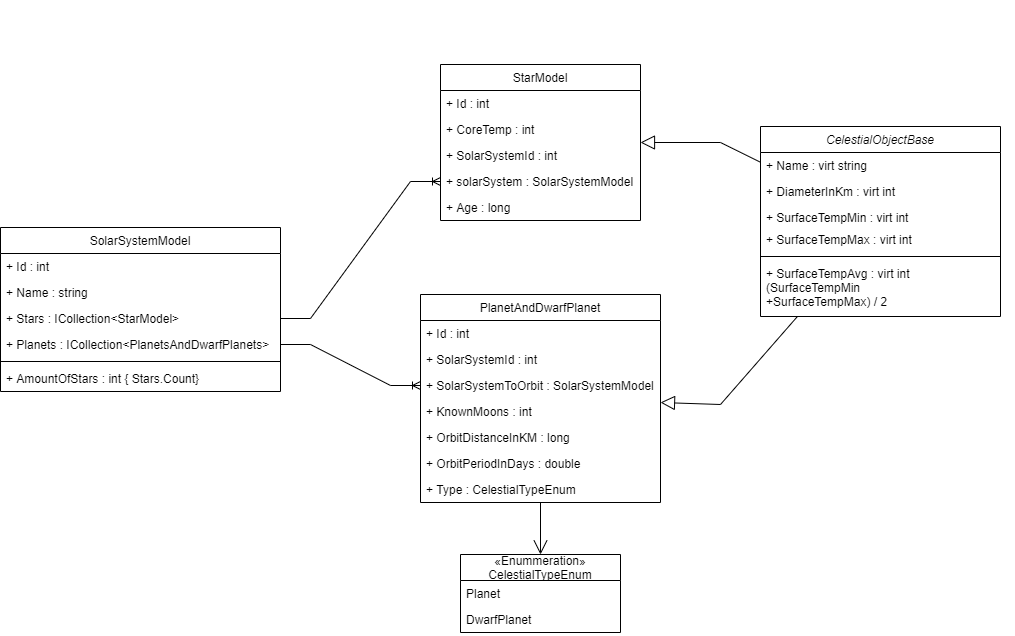 StarModel
+ Id : int
+ CoreTemp : int
+ SolarSystemId : int
+ solarSystem : SolarSystemModel
+ Age : long
CelestialObjectBase
+ Name : virt string
+ DiameterInKm : virt int
+ SurfaceTempMin : virt int
+ SurfaceTempMax : virt int
+ SurfaceTempAvg : virt int
(SurfaceTempMin
+SurfaceTempMax) / 2
SolarSystemModel
+ Id : int
+ Name : string
+ Stars : ICollection<StarModel>
+ Planets : ICollection<PlanetsAndDwarfPlanets>
+ AmountOfStars : int { Stars.Count}
PlanetAndDwarfPlanet
+ Id : int
+ SolarSystemId : int
+ SolarSystemToOrbit : SolarSystemModel
+ KnownMoons : int
+ OrbitDistanceInKM : long
+ OrbitPeriodInDays : double
+ Type : CelestialTypeEnum
«Enummeration»
CelestialTypeEnum
Planet
DwarfPlanet